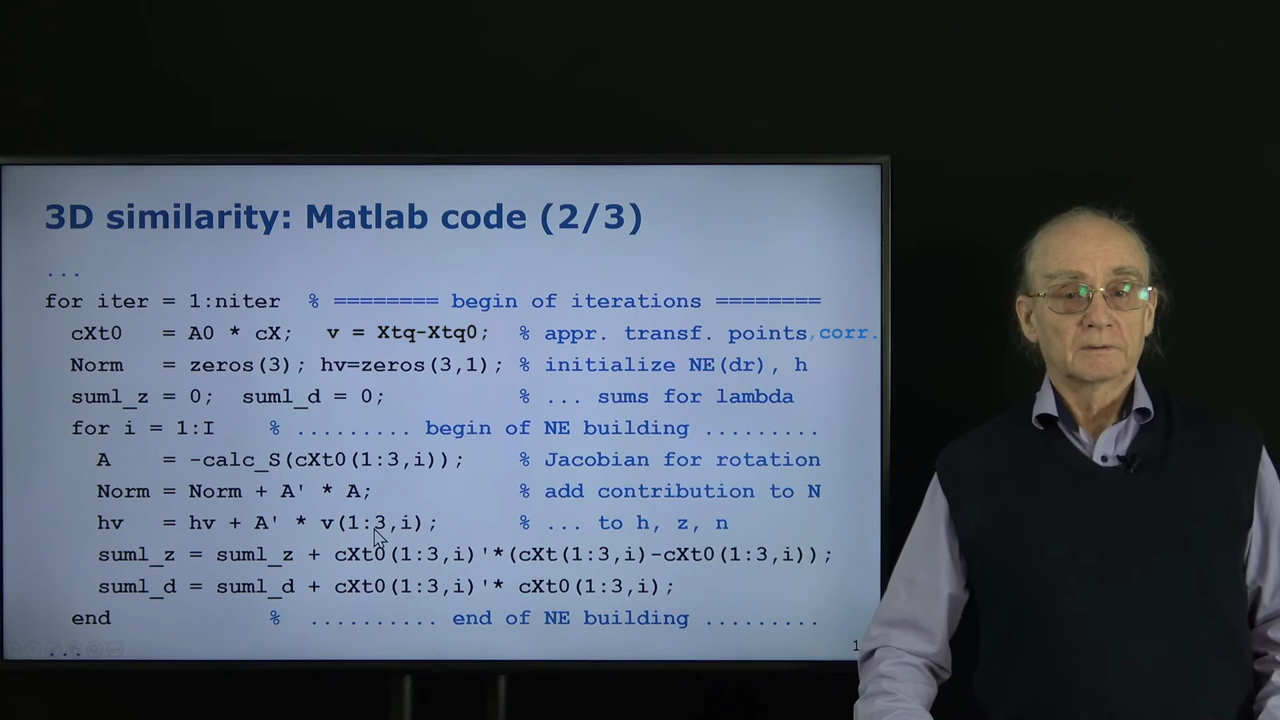 3D similarity: Matlab code (2/3)
...
for iter = 1:niter % ======== begin of iterations ========
cXt0 = A0 * cX; v = Xtq-Xtq0; % appr. transf. points,corr.
Norm = zeros(3); hv=zeros(3,1); % initialize NE(dr), h
suml_z = 0; suml_d = 0; % ... sums for lambda
for i = 1:I % ......... begin of NE building .........
A = -calc_S(cXt0(1:3,i)); % Jacobian for rotation
Norm = Norm + A' * A; % add contribution to N
hv = hv + A' * v(1:3,i); % ... to h, z, n
suml_z = suml_z + cXt0(1:3,i)'*(cXt(1:3,i)-cXt0(1:3,i));
suml_d = suml_d + cXt0(1:3,i)'* cXt0(1:3,i);
end % .......... end of NE building .........
...
1